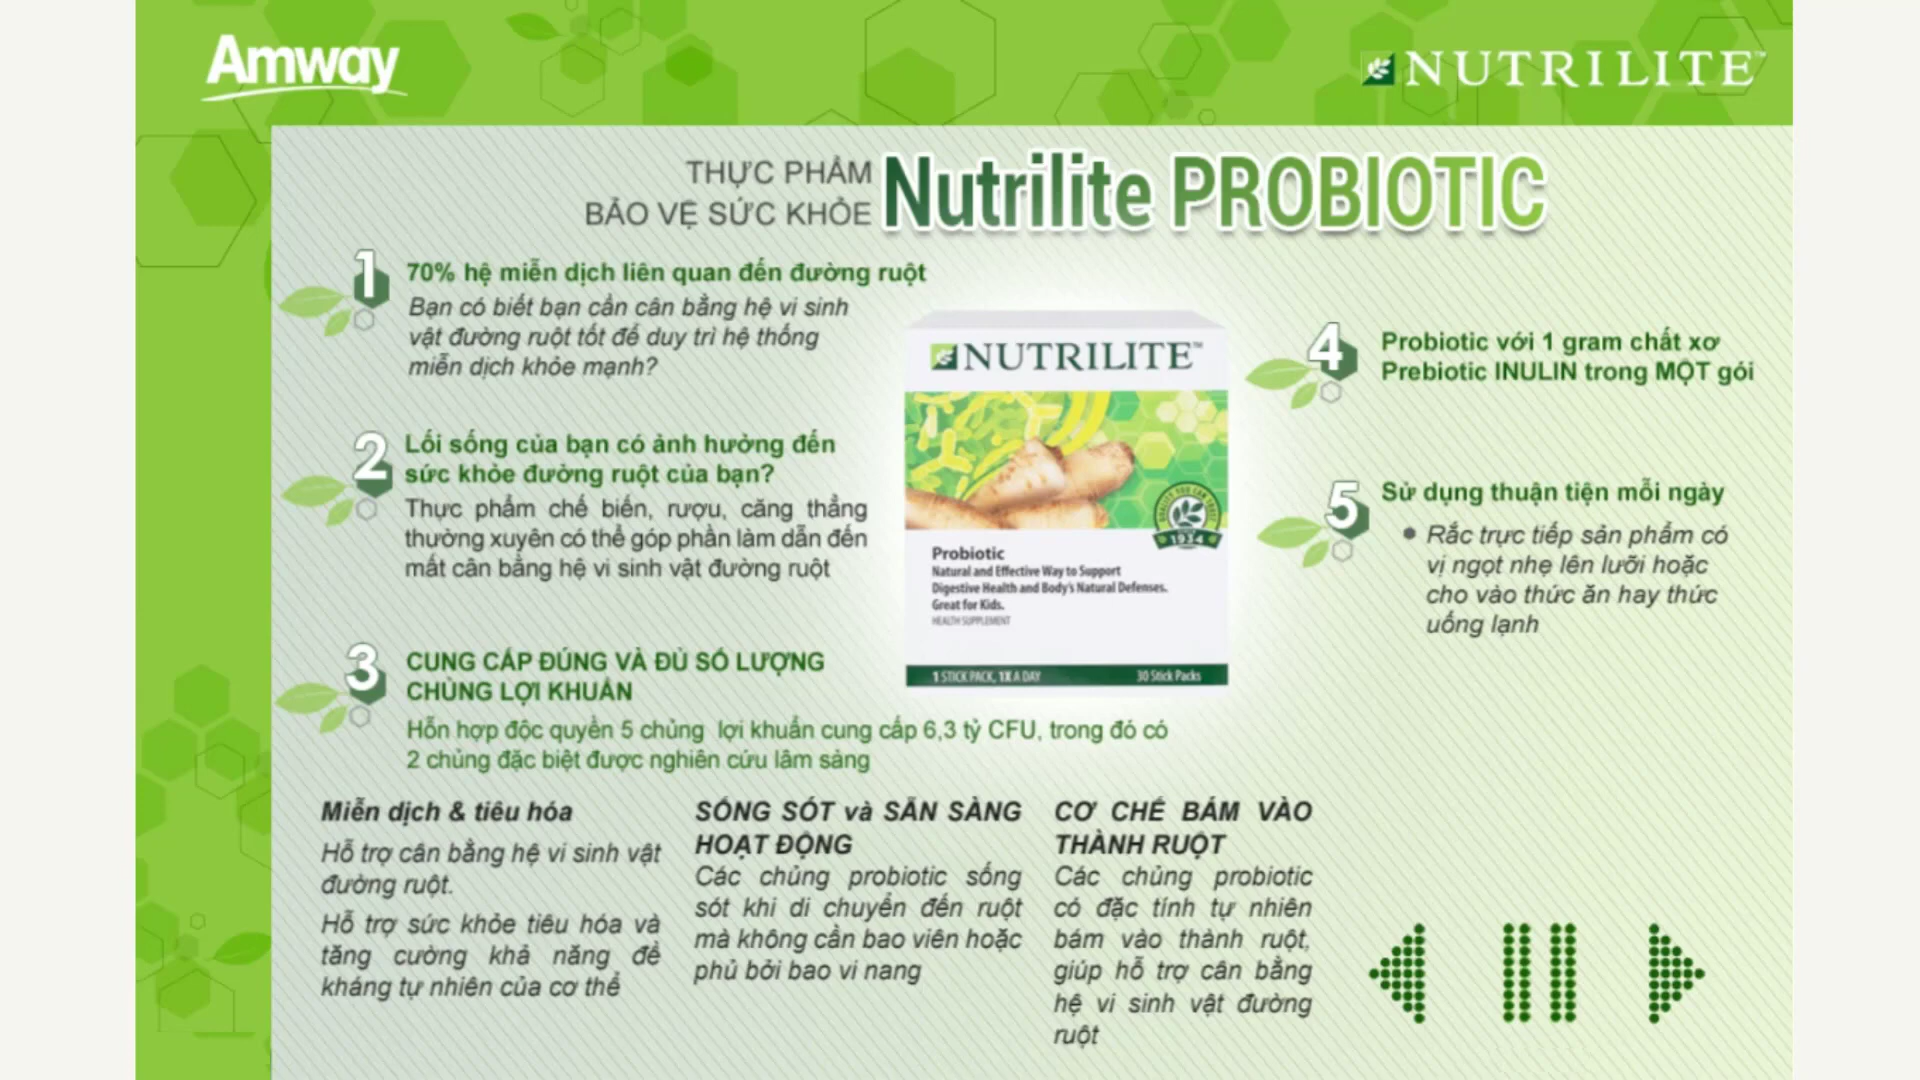 Amway
NUTRILITE™
THỰC PHẨM
BẢO VỆ SỨC KHỎE
Nutrilite PROBIOTIC
1
70% hệ miễn dịch liên quan đến đường ruột
Bạn có biết bạn cần cân bằng hệ vi sinh
vật đường ruột tốt để duy trì hệ thống
miễn dịch khỏe mạnh?
2
Lối sống của bạn có ảnh hưởng đến
sức khỏe đường ruột của bạn?
Thực phẩm chế biến, rượu, căng thẳng
thường xuyên có thể góp phần làm dẫn đến
mất cân bằng hệ vi sinh vật đường ruột
3
CUNG CẤP ĐÚNG VÀ ĐỦ SỐ LƯỢNG
CHỦNG LỢI KHUẨN
Hỗn hợp độc quyền 5 chủng lợi khuẩn cung cấp 6,3 tỷ CFU, trong đó có
2 chủng đặc biệt được nghiên cứu lâm sàng
NUTRILITE™
QUALITY YOU CAN TRUST
1934
Probiotic
Natural and Effective Way to Support
Digestive Health and Body's Natural Defenses.
Great for Kids.
HEALTH SUPPLEMENT
1 STICK PACK, 1X A DAY
30 Stick Packs
4
Probiotic với 1 gram chất xơ
Prebiotic INULIN trong MỘT gói
5
Sử dụng thuận tiện mỗi ngày
• Rắc trực tiếp sản phẩm có
vị ngọt nhẹ lên lưỡi hoặc
cho vào thức ăn hay thức
uống lạnh
Miễn dịch & tiêu hóa
Hỗ trợ cân bằng hệ vi sinh vật
đường ruột.
Hỗ trợ sức khỏe tiêu hóa và
tăng cường khả năng đề
kháng tự nhiên của cơ thể
SỐNG SÓT và SẴN SÀNG
HOẠT ĐỘNG
Các chủng probiotic sống
sót khi di chuyển đến ruột
mà không cần bao viên hoặc
phủ bởi bao vi nang
CƠ CHẾ BÁM VÀO
THÀNH RUỘT
Các chủng probiotic
có đặc tính tự nhiên
bám vào thành ruột,
giúp hỗ trợ cân bằng
hệ vi sinh vật đường
ruột